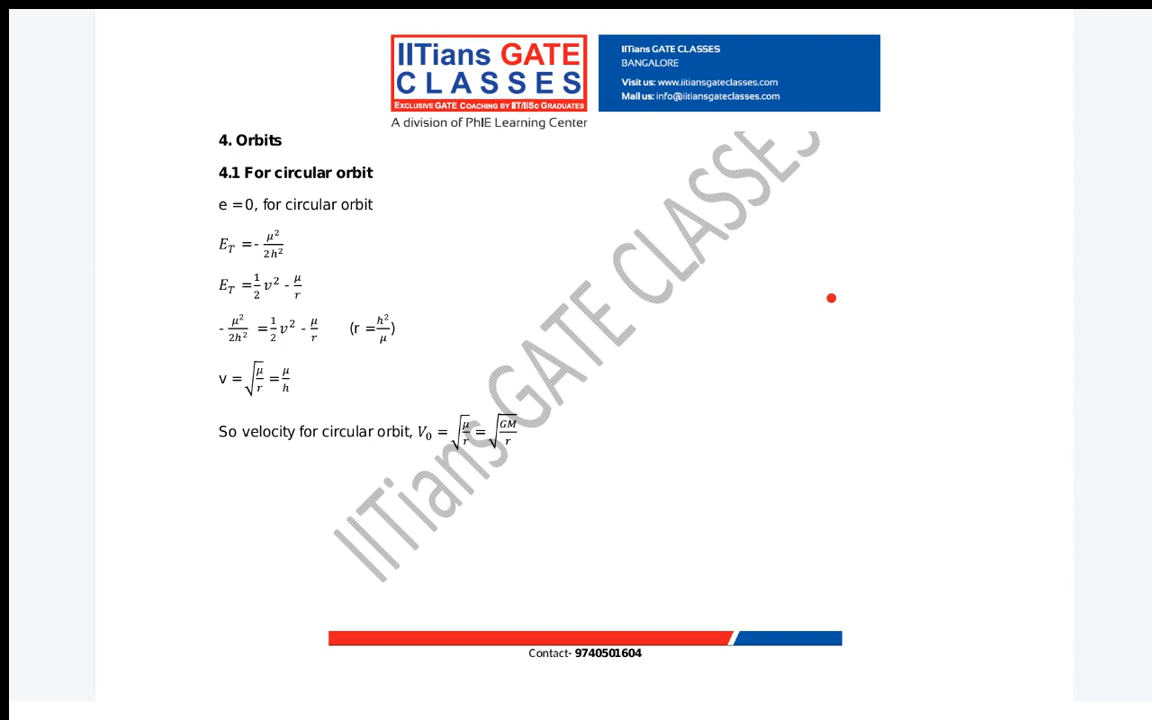 IITians GATE
CLASSES
EXCLUSIVE GATE COACHING BY IIT/IISc GRADUATES
A division of PhIE Learning Center
IITians GATE CLASSES
BANGALORE
Visit us: www.iitiansgateclasses.com
Mail us: info@iitiansgateclasses.com
4. Orbits
4.1 For circular orbit
e = 0, for circular orbit
E_T = - μ²/2h²
E_T = 1/2 v² - μ/r
- μ²/2h² = 1/2 v² - μ/r (r = h²/μ)
v = √(μ/r) = μ/h
So velocity for circular orbit, V₀ = √(μ/r) = √(GM/r)
IITians GATE CLASSES
Contact- 9740501604